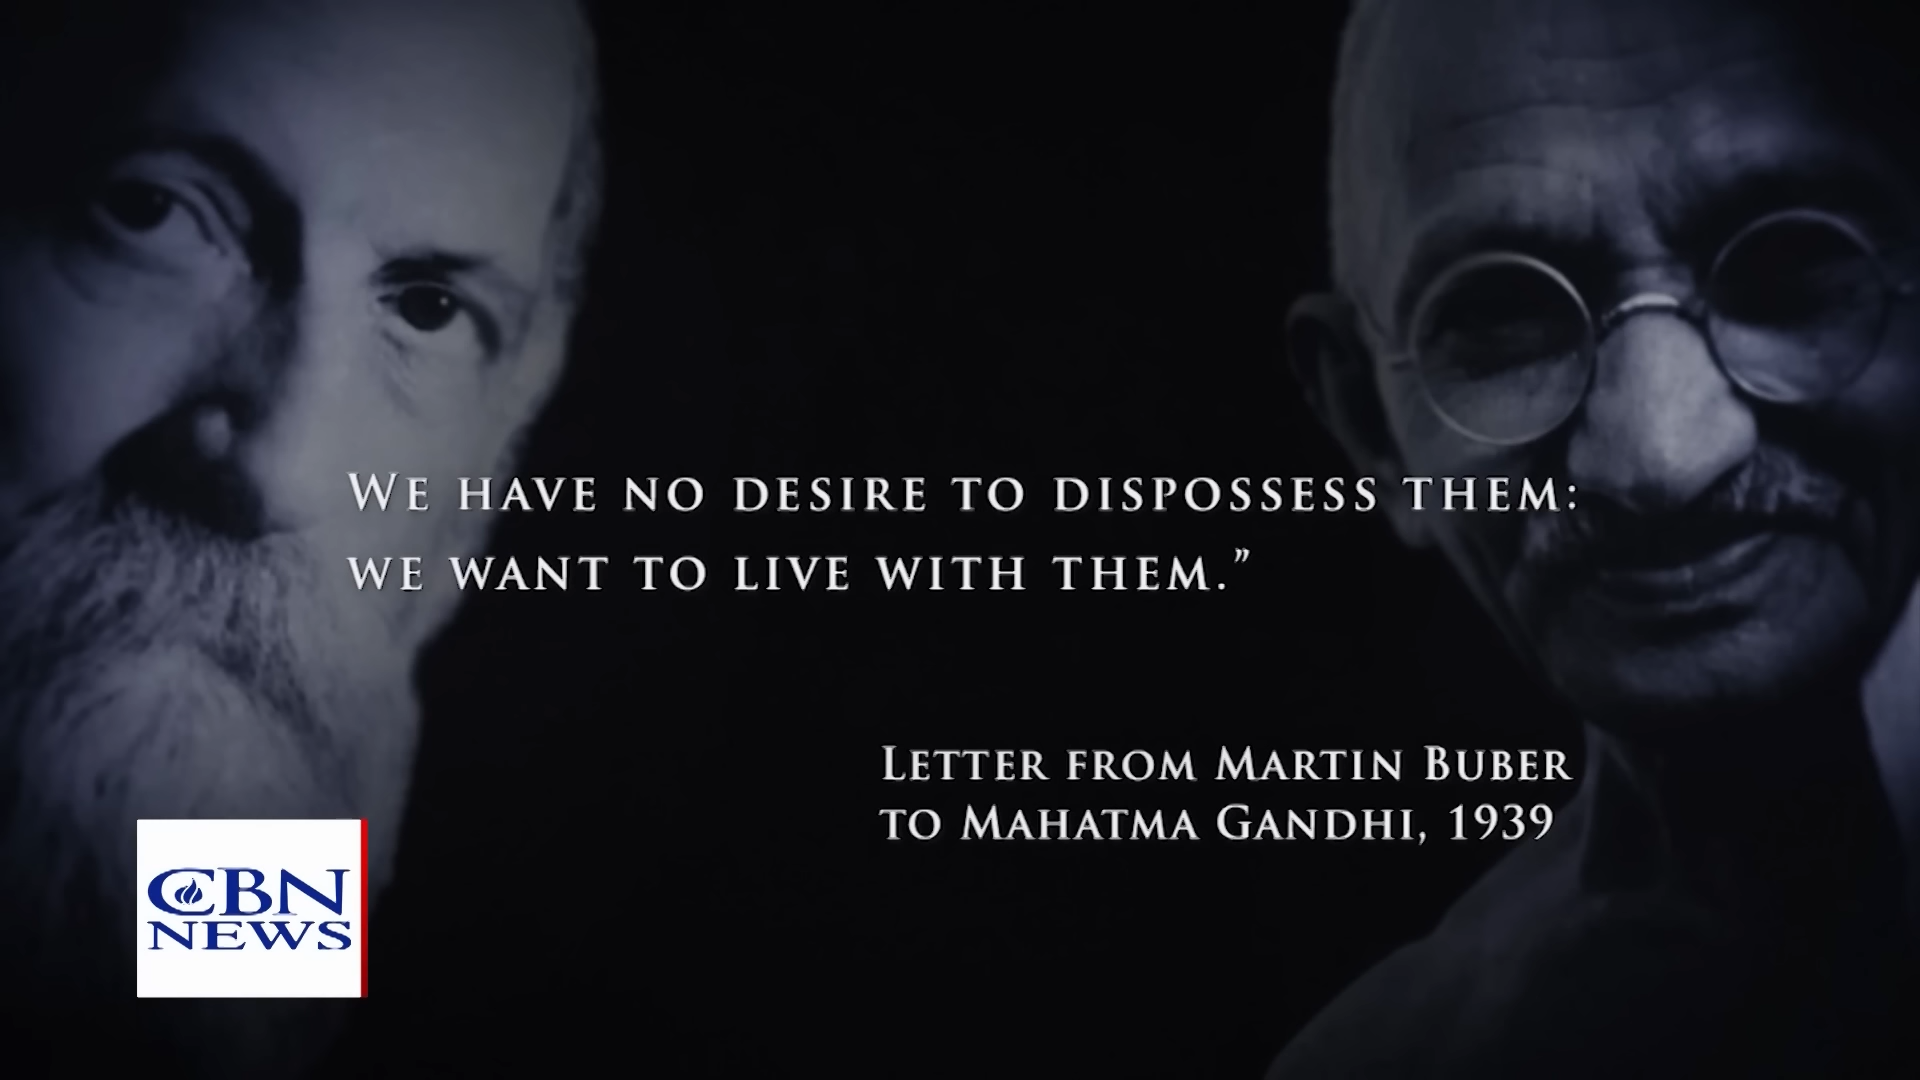 WE HAVE NO DESIRE TO DISPOSSESS THEM:
WE WANT TO LIVE WITH THEM.”
LETTER FROM MARTIN BUBER
TO MAHATMA GANDHI, 1939
CBN
NEWS